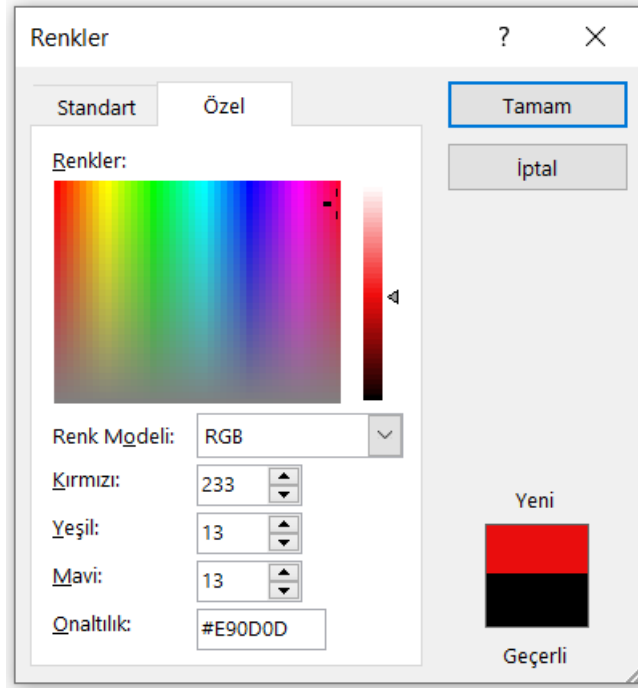 Renkler
?
Standart
Özel
Tamam
İptal
Renkler:
Renk Modeli:
RGB
Kırmızı:
233
Yeşil:
13
Mavi:
13
Onaltılık:
#E90D0D
Yeni
Geçerli